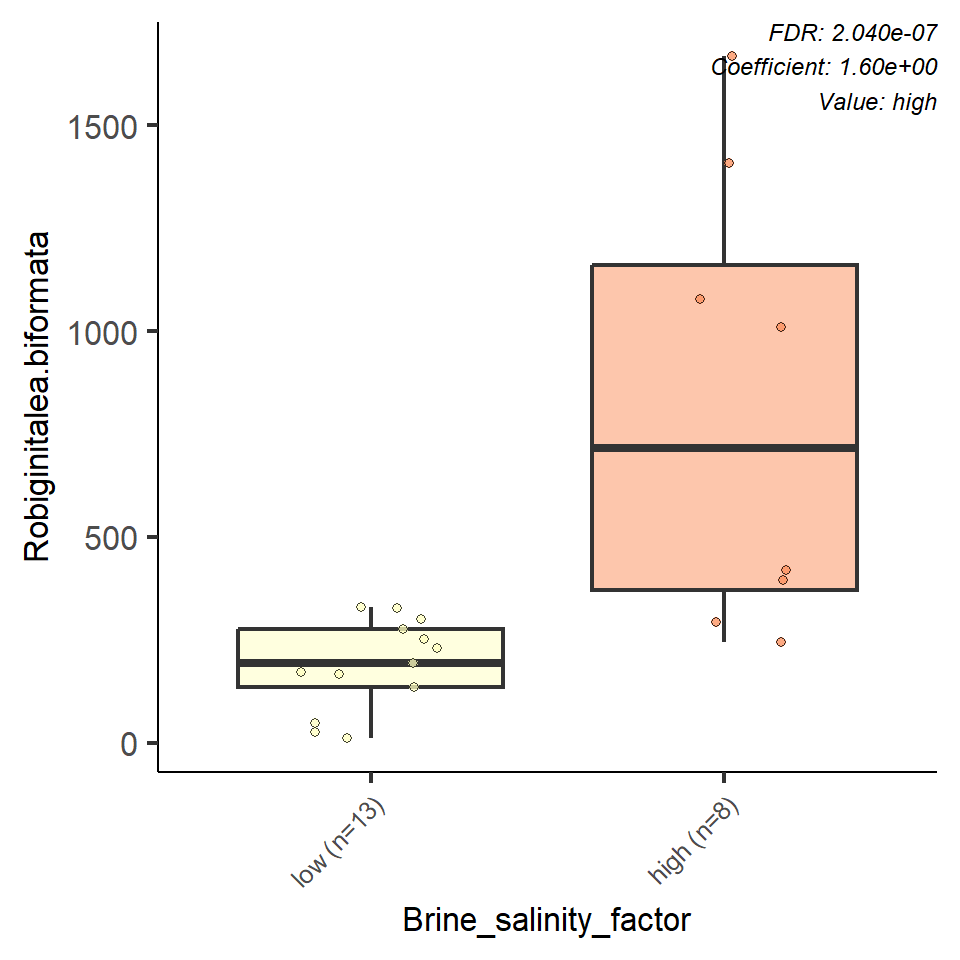 FDR: 2.040e-07
Coefficient: 1.60e+00
Value: high
1500
1000
500
0
Robiginitalea.biformata
low (n=13)
high (n=8)
Brine_salinity_factor